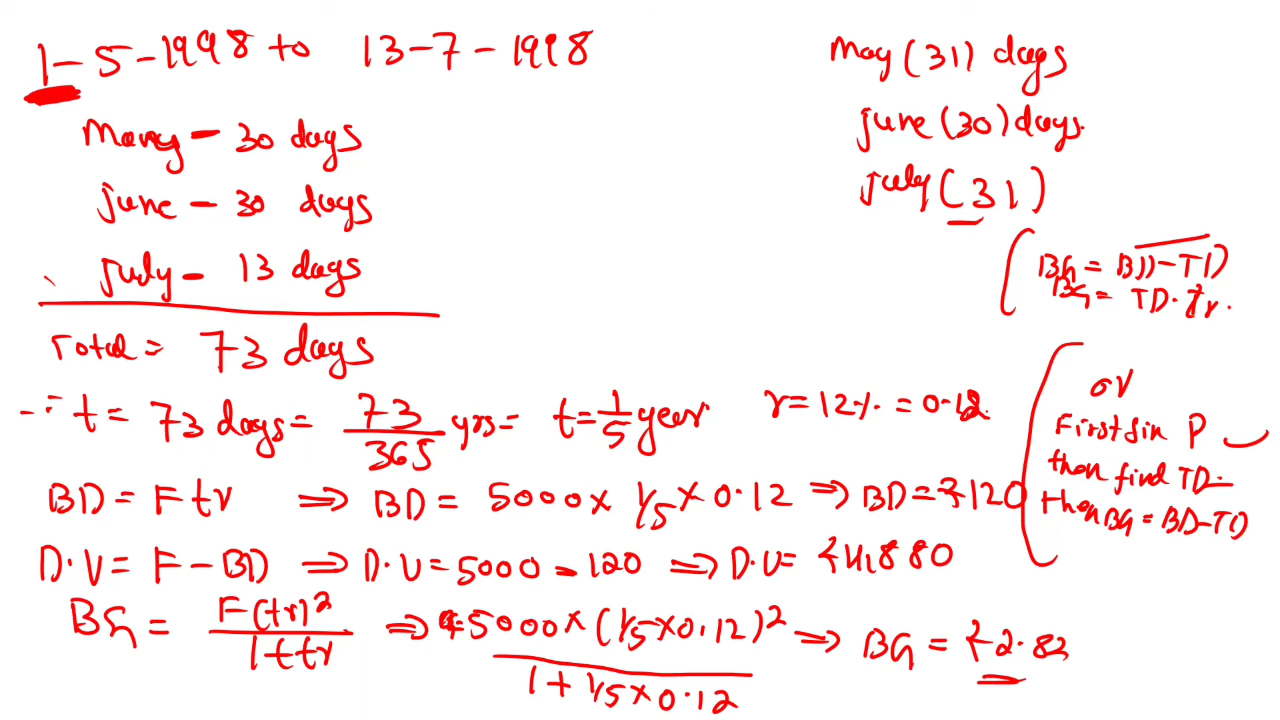 1-5-1998 to 13-7-1998
Many - 30 days
june - 30 days
july - 13 days
Total = 73 days
May (31) days
june (30) days.
july (31)
BG = BD-TD
BG = TD.tr.
∴ t = 73 days = 73/365 yrs = t = 1/5 year r = 12% = 0.12
BD = Ftr ⇒ BD = 5000 × 1/5 × 0.12 ⇒ BD = ₹120
D.V = F - BD ⇒ D.V = 5000 - 120 ⇒ D.V = ₹4,880
BG = F(tr)²/1+tr ⇒ 5000 × (1/5 × 0.12)²/1 + 1/5 × 0.12 ⇒ BG = ₹2.82
or
First fin P
then find TD
then BG = BD-TD